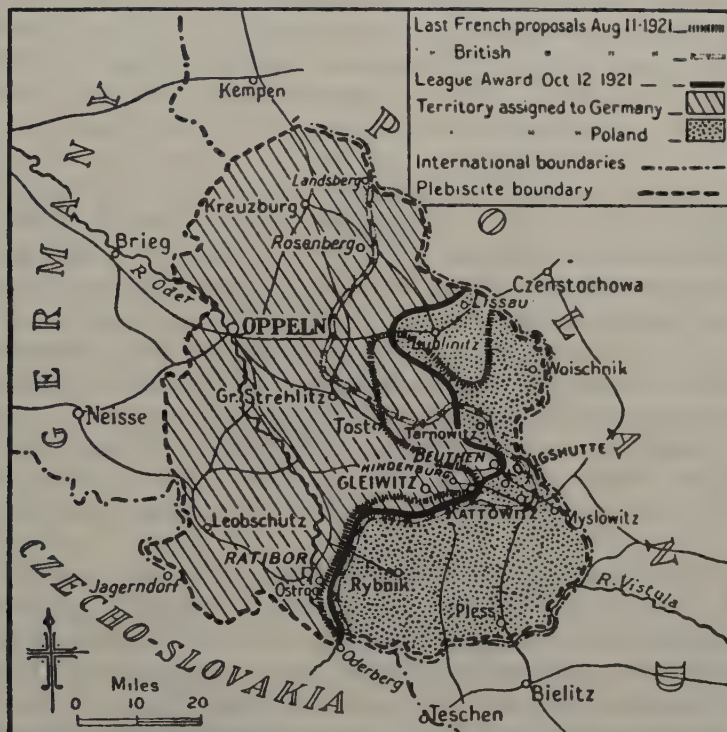 Last French proposals Aug 11-1921
" " British " " "
League Award Oct 12 1921
Territory assigned to Germany
" " " Poland
International boundaries
Plebiscite boundary
GERMANY
POLAND
CZECHO-SLOVAKIA
Kempen
Landsberg
Kreuzburg
Rosenberg
Brieg
R. Oder
Czenstochowa
Lissau
OPPELN
Lublinitz
Woischnik
Gr. Strehlitz
Neisse
Tost
Tarnowitz
BEUTHEN
IGSHUTTE
HINDENBURG
GLEIWITZ
KATTOWITZ
Myslowitz
Leobschutz
RATIBOR
Jagerndorf
Ostrog
Rybnik
R. Vistula
Pless
Oderberg
Miles
0 10 20
Teschen
Bielitz